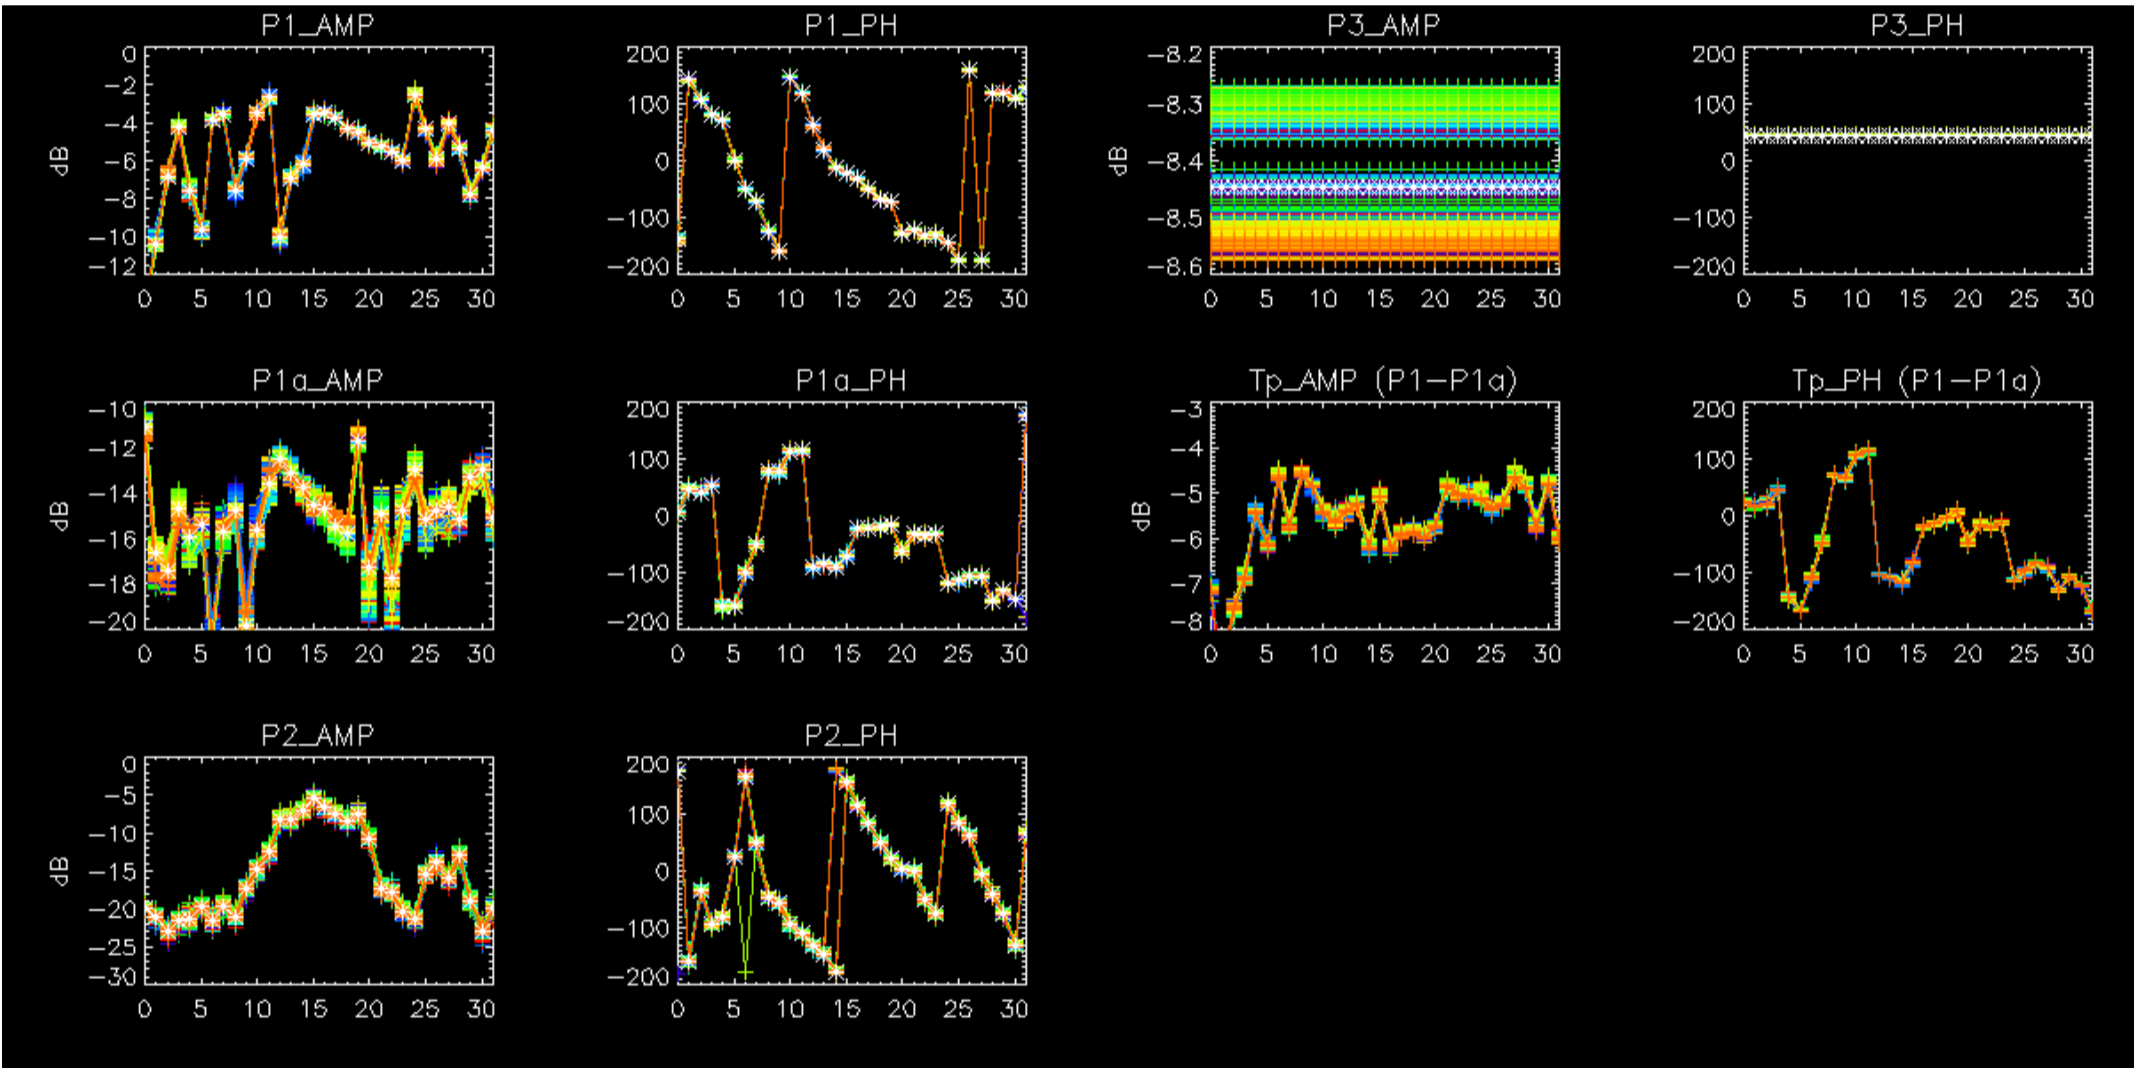 P1_AMP
P1_PH
P3_AMP
P3_PH
0
−2
−4
−6
−8
−10
−12
dB
0 5 10 15 20 25 30
200
100
0
−100
−200
0 5 10 15 20 25 30
−8.2
−8.3
−8.4
−8.5
−8.6
dB
0 5 10 15 20 25 30
200
100
0
−100
−200
0 5 10 15 20 25 30
P1a_AMP
P1a_PH
Tp_AMP (P1−P1a)
Tp_PH (P1−P1a)
−10
−12
−14
−16
−18
−20
dB
0 5 10 15 20 25 30
200
100
0
−100
−200
0 5 10 15 20 25 30
−3
−4
−5
−6
−7
−8
dB
0 5 10 15 20 25 30
200
100
0
−100
−200
0 5 10 15 20 25 30
P2_AMP
P2_PH
0
−5
−10
−15
−20
−25
−30
dB
0 5 10 15 20 25 30
200
100
0
−100
−200
0 5 10 15 20 25 30